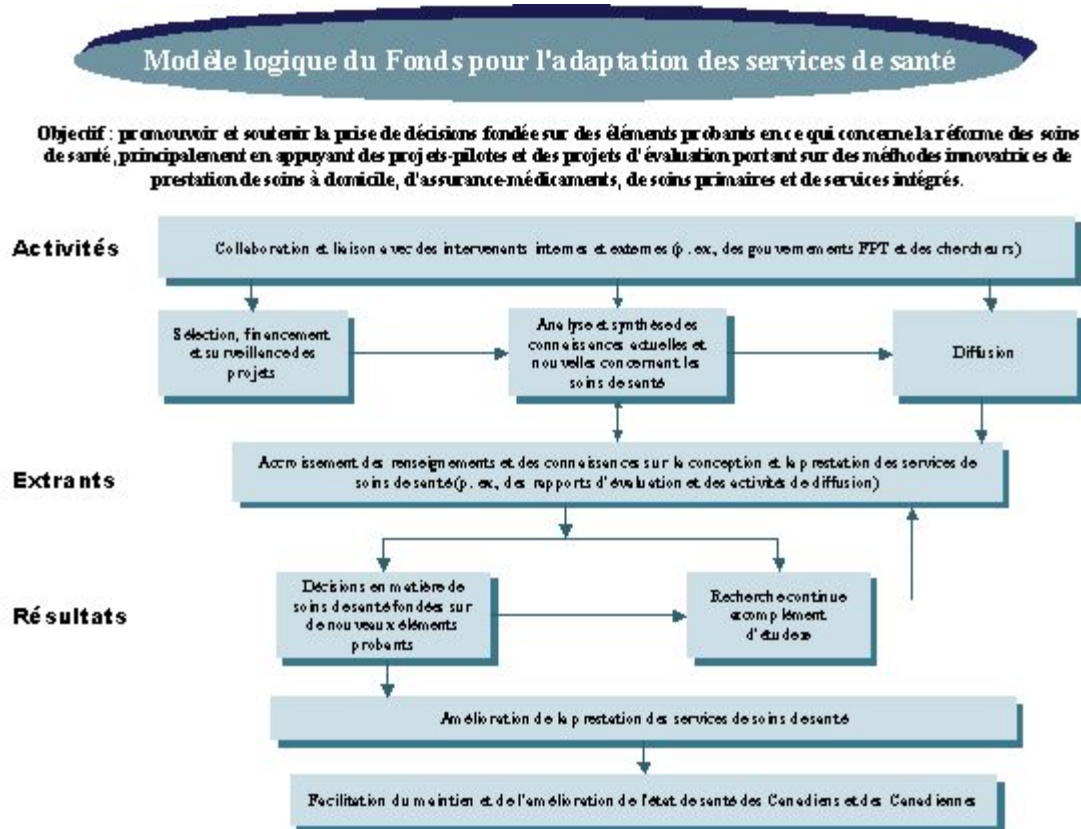 Modèle logique du Fonds pour l'adaptation des services de santé
Objectif : promouvoir et soutenir la prise de décisions fondée sur des éléments probants en ce qui concerne la réforme des soins
de santé, principalement en appuyant des projets-pilotes et des projets d'évaluation portant sur des méthodes innovatrices de
prestation de soins à domicile, d'assurance-médicaments, de soins primaires et de services intégrés.
Activités
Collaboration et liaison avec des intervenants internes et externes (p. ex., des gouvernements FPT et des chercheurs)
Sélection, financement
et surveillance des
projets
Analyse et synthèse des
connaissances actuelles et
nouvelles concernant les
soins de santé
Diffusion
Extrants
Accroissement des renseignements et des connaissances sur la conception et la prestation des services de
soins de santé (p. ex., des rapports d'évaluation et des activités de diffusion)
Résultats
Décisions en matière de
soins de santé fondées sur
de nouveaux éléments
probants
Recherche continue
complément
d'études
Amélioration de la prestation des services de soins de santé
Facilitation du maintien et de l'amélioration de l'état de santé des Canadiens et des Canadiennes